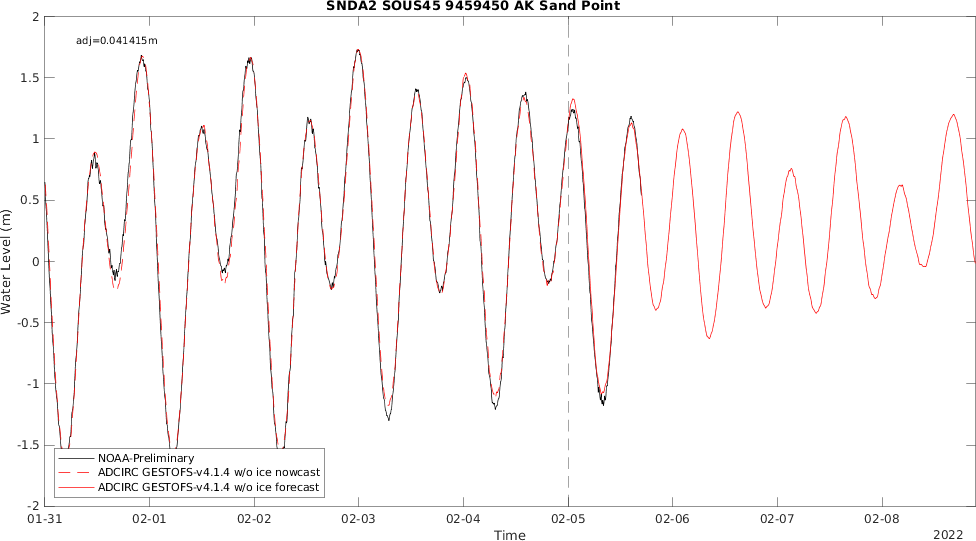 SNDA2 SOUS45 9459450 AK Sand Point
adj=0.041415m
2
1.5
1
0.5
0
-0.5
-1
-1.5
-2
Water Level (m)
NOAA-Preliminary
ADCIRC GESTOFS-v4.1.4 w/o ice nowcast
ADCIRC GESTOFS-v4.1.4 w/o ice forecast
01-31 02-01 02-02 02-03 02-04 02-05 02-06 02-07 02-08
Time
2022